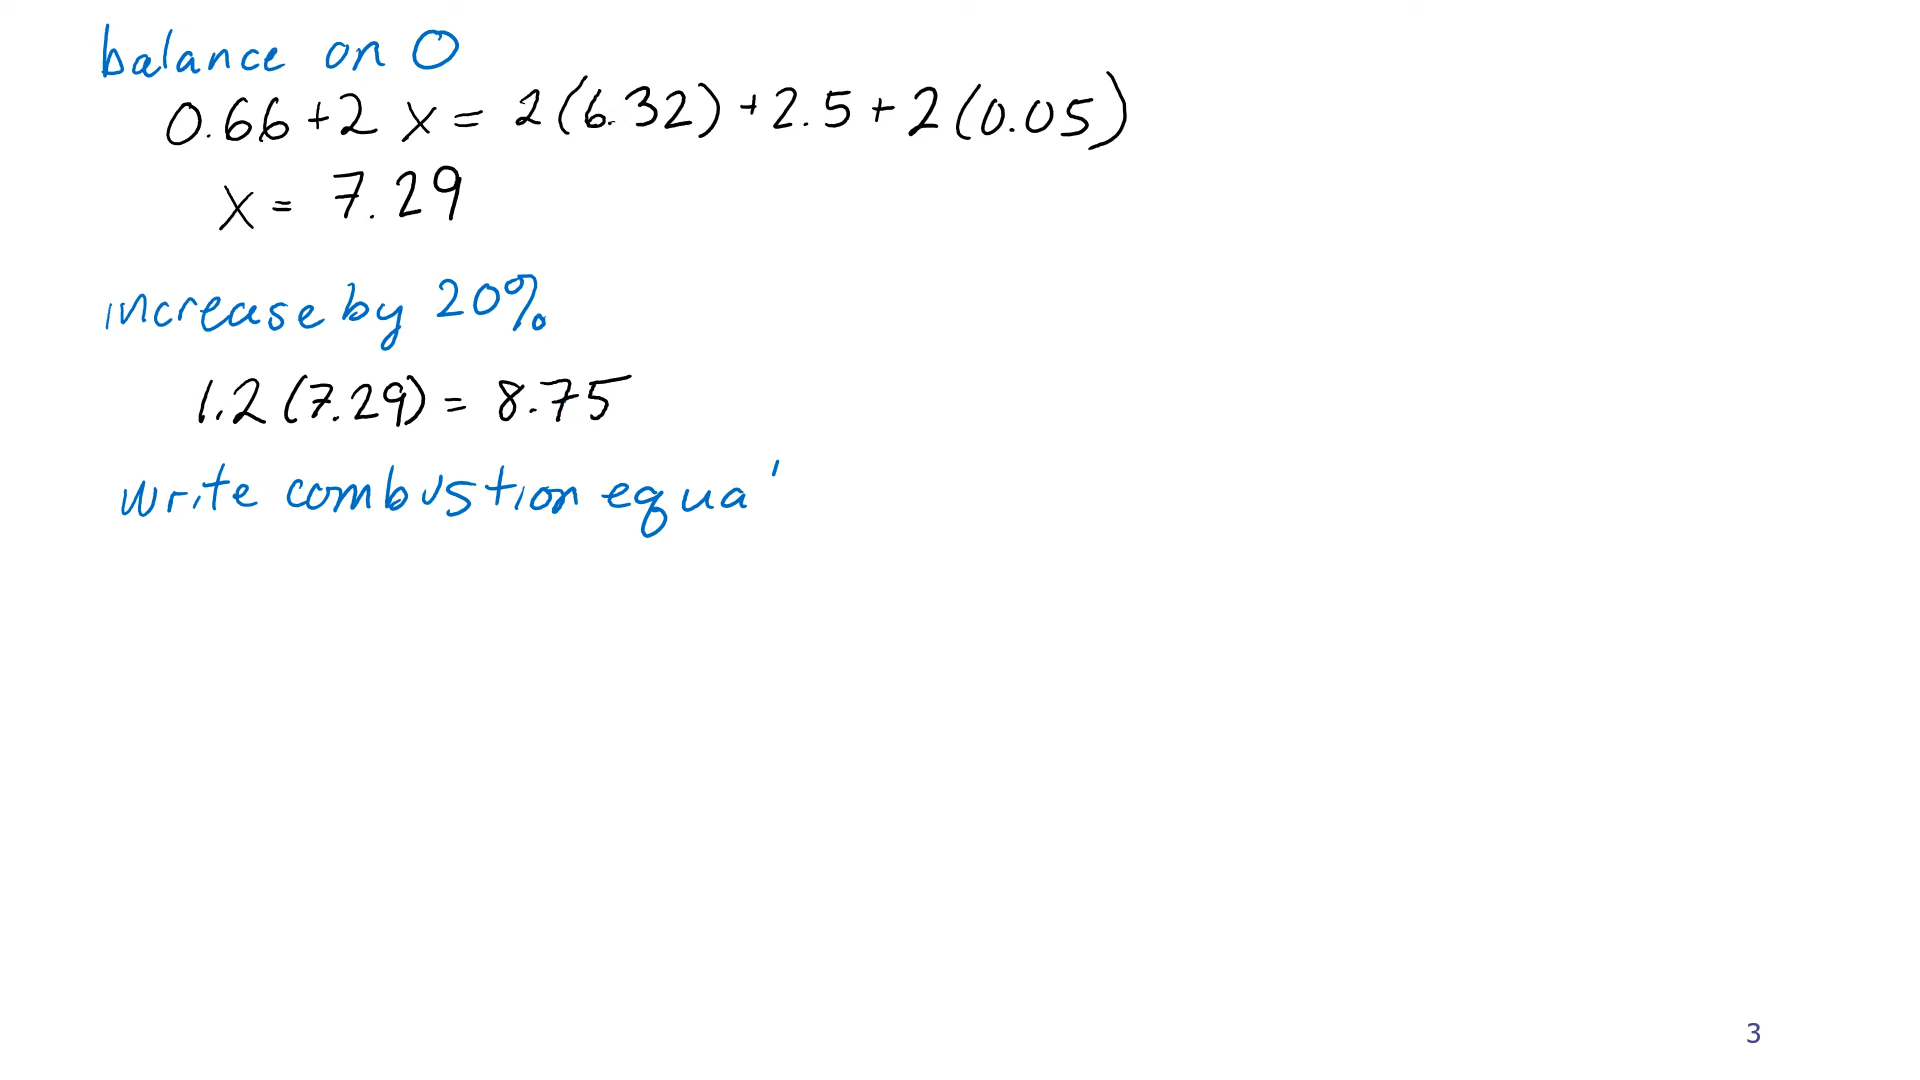 balance on O
0.66 + 2 x = 2(6.32) + 2.5 + 2(0.05)
x = 7.29
increase by 20%
1.2 (7.29) = 8.75
write combustion equa
3